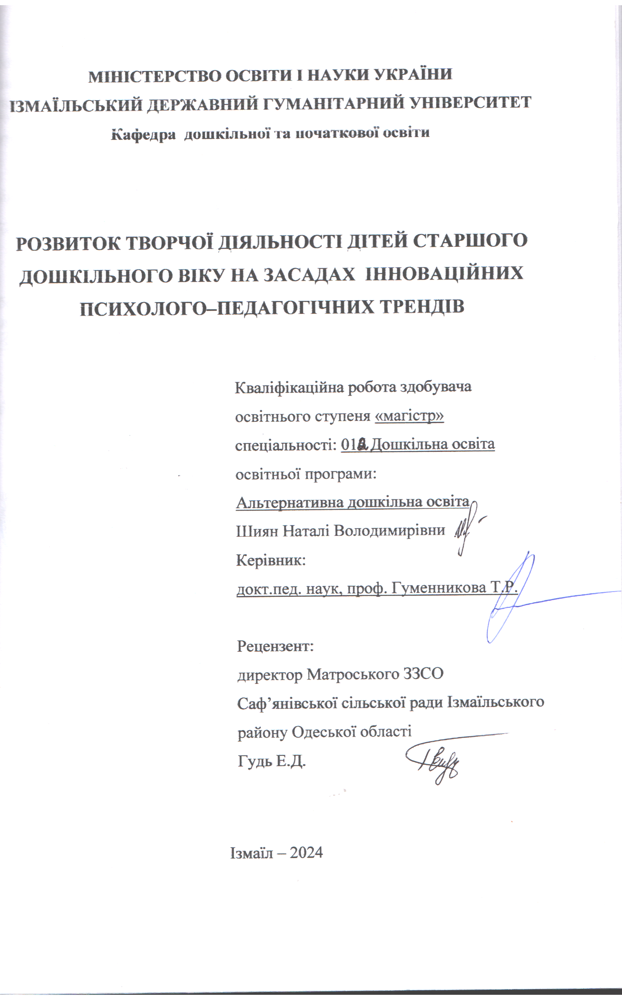 МІНІСТЕРСТВО ОСВІТИ І НАУКИ УКРАЇНИ
ІЗМАЇЛЬСЬКИЙ ДЕРЖАВНИЙ ГУМАНІТАРНИЙ УНІВЕРСИТЕТ
Кафедра дошкільної та початкової освіти
РОЗВИТОК ТВОРЧОЇ ДІЯЛЬНОСТІ ДІТЕЙ СТАРШОГО
ДОШКІЛЬНОГО ВІКУ НА ЗАСАДАХ ІННОВАЦІЙНИХ
ПСИХОЛОГО–ПЕДАГОГІЧНИХ ТРЕНДІВ
Кваліфікаційна робота здобувача
освітнього ступеня «магістр»
спеціальності: 012 Дошкільна освіта
освітньої програми:
Альтернативна дошкільна освіта
Шиян Наталі Володимирівни
Керівник:
докт.пед. наук, проф. Гуменникова Т.Р.
Рецензент:
директор Матроського ЗЗСО
Саф’янівської сільської ради Ізмаїльського
району Одеської області
Гудь Е.Д.
Ізмаїл – 2024